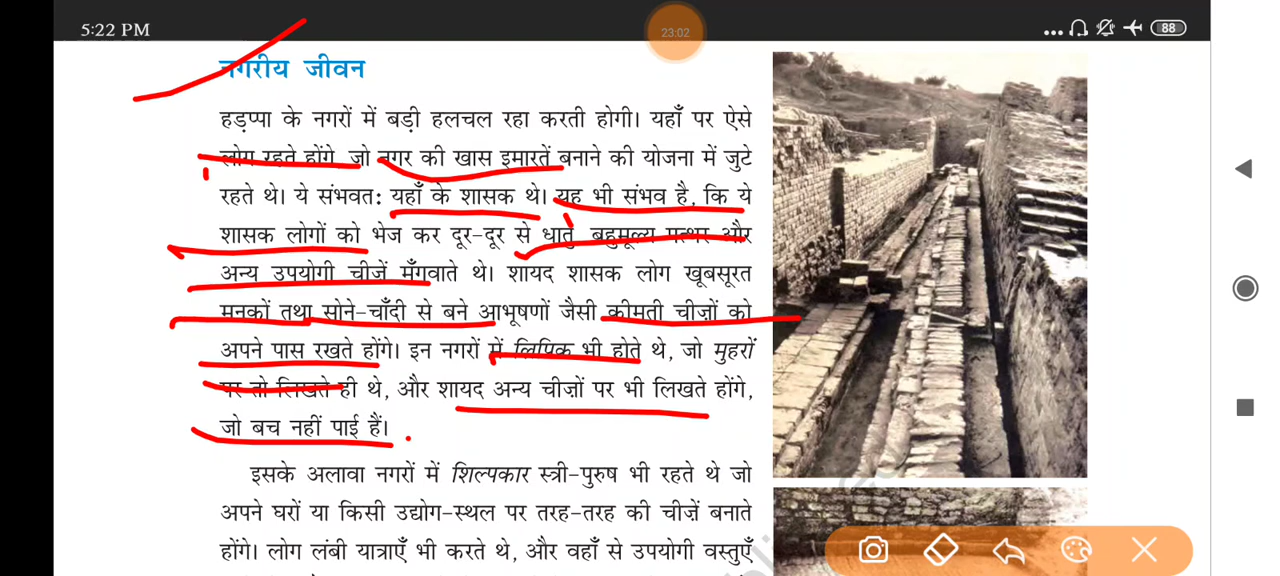 5:22 PM
23:02
88
नगरीय जीवन
हड़प्पा के नगरों में बड़ी हलचल रहा करती होगी। यहाँ पर ऐसे
लोग रहते होंगे, जो नगर की खास इमारतें बनाने की योजना में जुटे
रहते थे। ये संभवत: यहाँ के शासक थे। यह भी संभव है, कि ये
शासक लोगों को भेज कर दूर-दूर से धातु, बहुमूल्य पत्थर और
अन्य उपयोगी चीज़ें मँगवाते थे। शायद शासक लोग खूबसूरत
मनकों तथा सोने-चाँदी से बने आभूषणों जैसी कीमती चीज़ों को
अपने पास रखते होंगे। इन नगरों में लिपिक भी होते थे, जो मुहरों
पर तो लिखते ही थे, और शायद अन्य चीज़ों पर भी लिखते होंगे,
जो बच नहीं पाई हैं।
इसके अलावा नगरों में शिल्पकार स्त्री-पुरुष भी रहते थे जो
अपने घरों या किसी उद्योग-स्थल पर तरह-तरह की चीज़ें बनाते
होंगे। लोग लंबी यात्राएँ भी करते थे, और वहाँ से उपयोगी वस्तुएँ